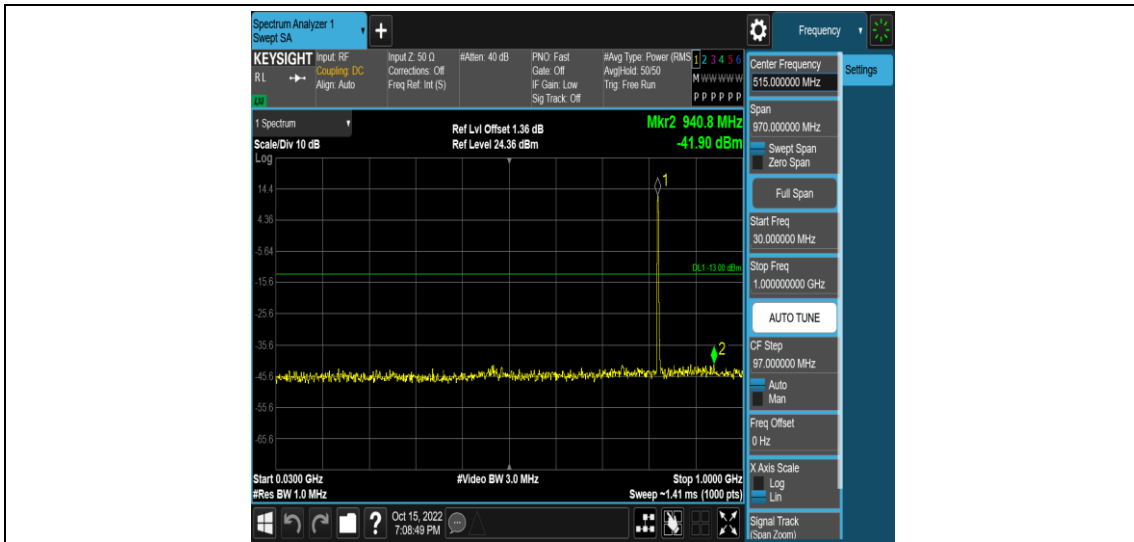 Spectrum Analyzer 1
Swept SA
+
Frequency
KEYSIGHT
RL
Input: RF
Coupling: DC
Align: Auto
Input Z: 50 Ω
Corrections: Off
Freq Ref: Int (S)
#Atten: 40 dB
PNO: Fast
Gate: Off
IF Gain: Low
Sig Track: Off
#Avg Type: Power (RMS
Avg|Hold: 50/50
Trig: Free Run
1 2 3 4 5 6
M W W W W W
P P P P P P
1 Spectrum
Scale/Div 10 dB
Log
Ref Lvl Offset 1.36 dB
Ref Level 24.36 dBm
Mkr2 940.8 MHz
-41.90 dBm
14.4
4.36
-5.64
-15.6
-25.6
-35.6
-45.6
-55.6
-65.6
1
DL1 -13.00 dBm
2
Start 0.0300 GHz
#Res BW 1.0 MHz
#Video BW 3.0 MHz
Stop 1.0000 GHz
Sweep ~1.41 ms (1000 pts)
?
Oct 15, 2022
7:08:49 PM
Center Frequency
515.000000 MHz
Settings
Span
970.000000 MHz
Swept Span
Zero Span
Full Span
Start Freq
30.000000 MHz
Stop Freq
1.000000000 GHz
AUTO TUNE
CF Step
97.000000 MHz
Auto
Man
Freq Offset
0 Hz
X Axis Scale
Log
Lin
Signal Track
(Span Zoom)